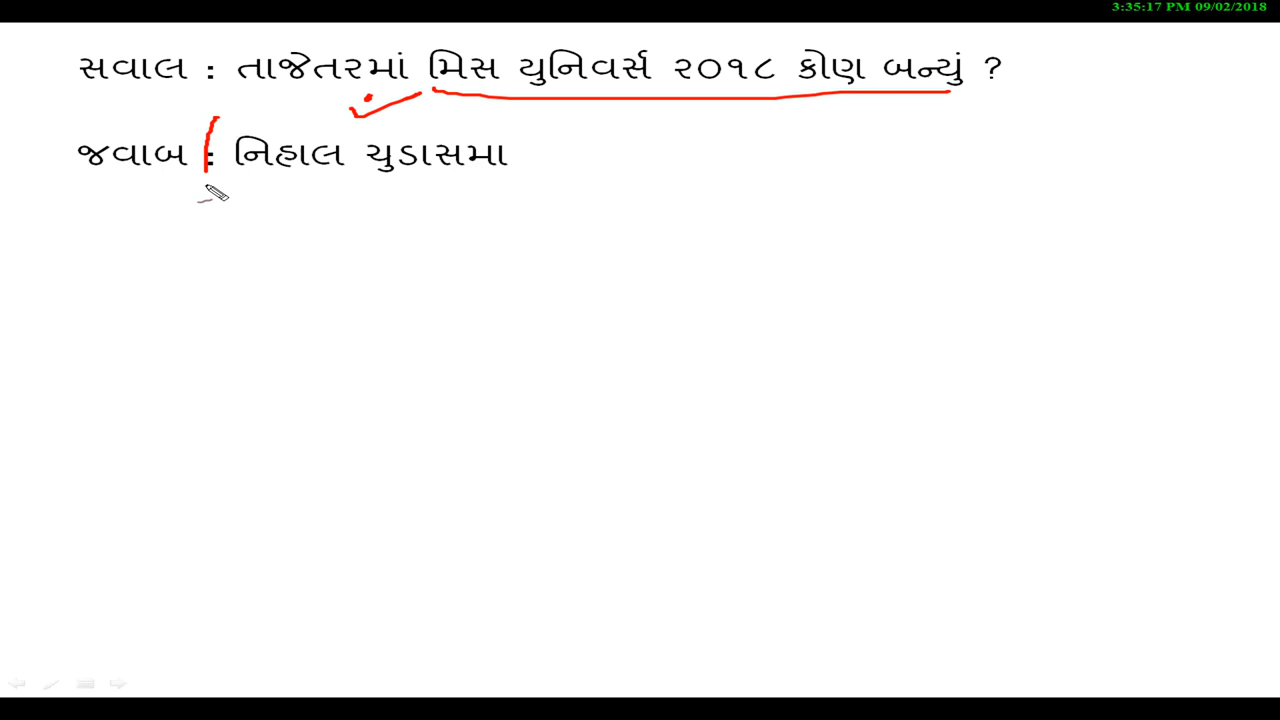 3:35:17 PM 09/02/2018
સવાલ : તાજેતરમાં મિસ યુનિવર્સ ૨૦૧૮ કોણ બન્યું ?
જવાબ : નિહાલ ચુડાસમા